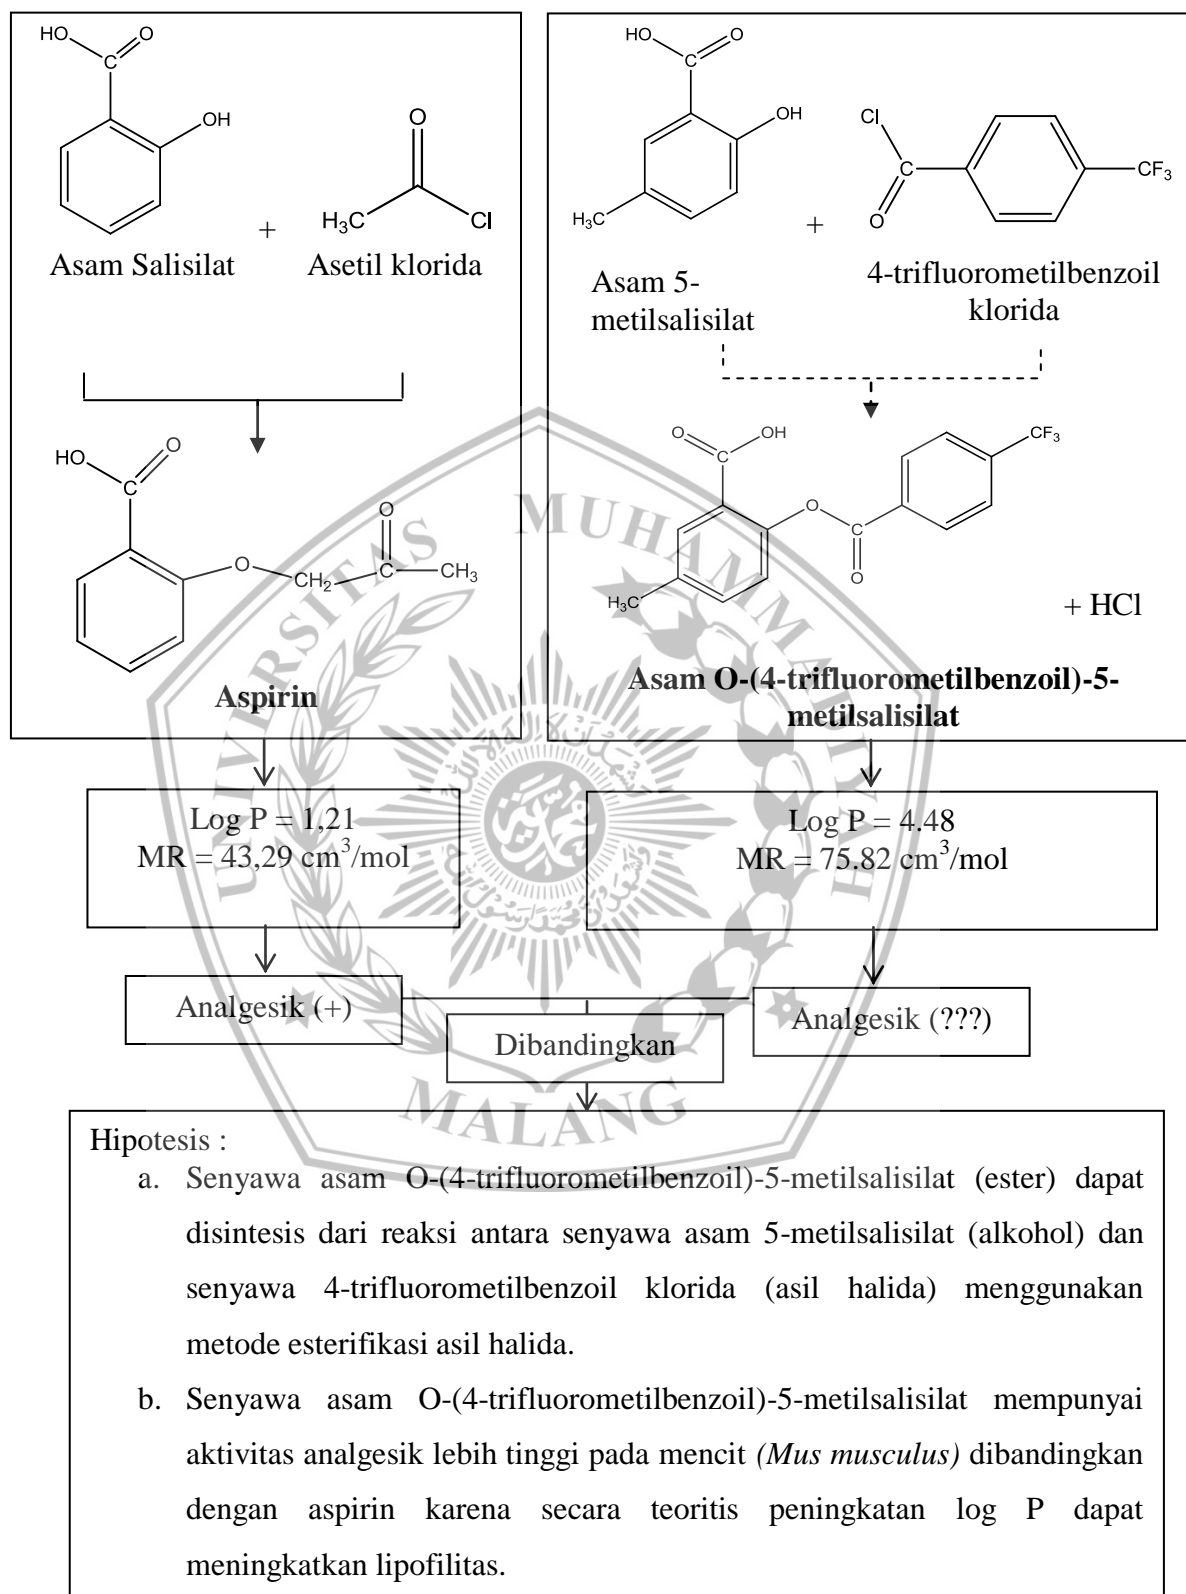 HO
O
C
OH
O
H3C
Cl
+
Asam Salisilat
Asetil klorida
HO
O
C
O
O
CH2
C
CH3
Aspirin
HO
O
C
OH
H3C
Cl
C
O
CF3
+
Asam 5-
metilsalisilat
4-trifluorometilbenzoil
klorida
O
OH
C
O
C
O
CF3
H3C
+ HCl
Asam O-(4-trifluorometilbenzoil)-5-
metilsalisilat
Log P = 1,21
MR = 43,29 cm3/mol
Log P = 4.48
MR = 75.82 cm3/mol
Analgesik (+)
Dibandingkan
Analgesik (???)
UNIVERSITAS MUHAMMADIYAH
MALANG
Hipotesis :
a. Senyawa asam O-(4-trifluorometilbenzoil)-5-metilsalisilat (ester) dapat
disintesis dari reaksi antara senyawa asam 5-metilsalisilat (alkohol) dan
senyawa 4-trifluorometilbenzoil klorida (asil halida) menggunakan
metode esterifikasi asil halida.
b. Senyawa asam O-(4-trifluorometilbenzoil)-5-metilsalisilat mempunyai
aktivitas analgesik lebih tinggi pada mencit (Mus musculus) dibandingkan
dengan aspirin karena secara teoritis peningkatan log P dapat
meningkatkan lipofilitas.